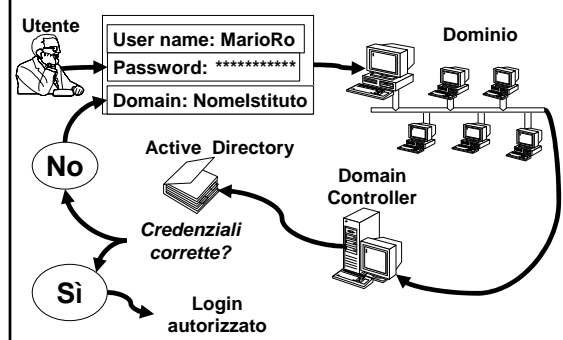 Utente
User name: MarioRo
Password: ***********
Domain: NomeIstituto
Dominio
No
Active Directory
Domain
Controller
Credenziali
corrette?
Sì
Login
autorizzato